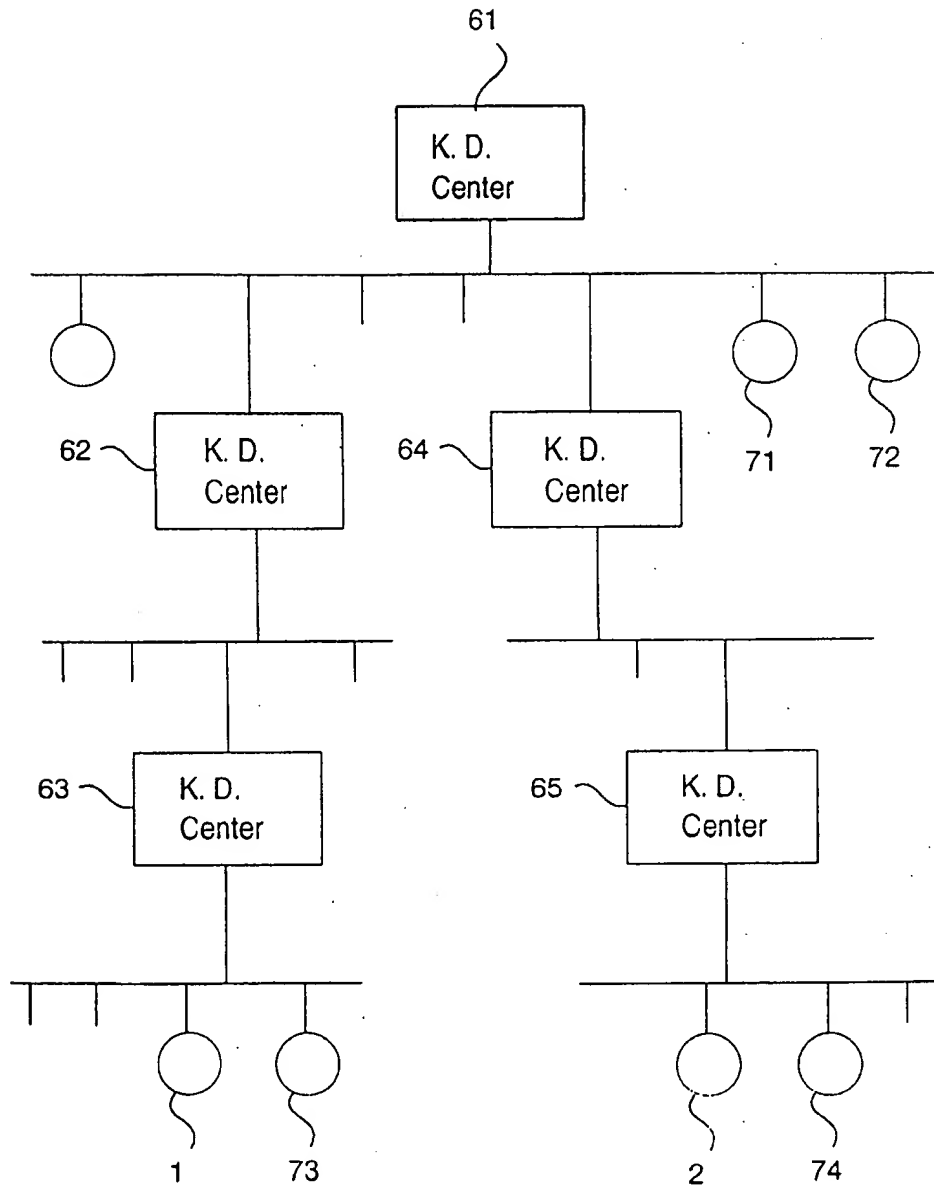 61
K. D.
Center
62
K. D.
Center
64
K. D.
Center
71
72
63
K. D.
Center
65
K. D.
Center
1
73
2
74